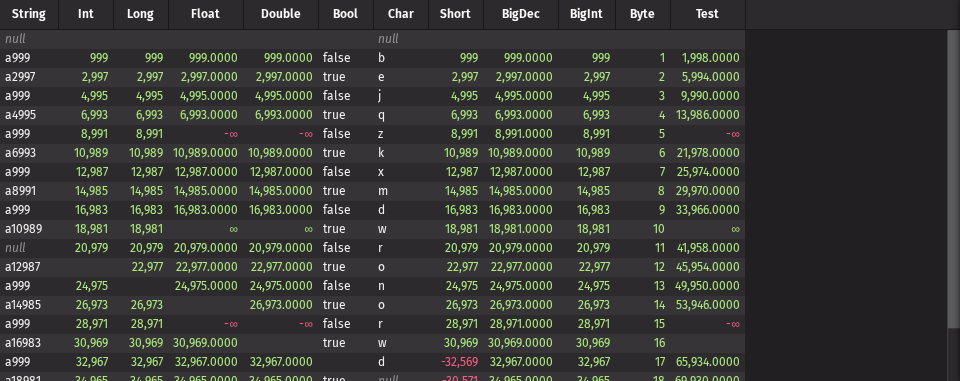 String Int Long Float Double Bool Char Short BigDec BigInt Byte Test
null null
a999 999 999 999.0000 999.0000 false b 999 999.0000 999 1 1,998.0000
a2997 2,997 2,997 2,997.0000 2,997.0000 true e 2,997 2,997.0000 2,997 2 5,994.0000
a999 4,995 4,995 4,995.0000 4,995.0000 false j 4,995 4,995.0000 4,995 3 9,990.0000
a4995 6,993 6,993 6,993.0000 6,993.0000 true q 6,993 6,993.0000 6,993 4 13,986.0000
a999 8,991 8,991 -∞ -∞ false z 8,991 8,991.0000 8,991 5 -∞
a6993 10,989 10,989 10,989.0000 10,989.0000 true k 10,989 10,989.0000 10,989 6 21,978.0000
a999 12,987 12,987 12,987.0000 12,987.0000 false x 12,987 12,987.0000 12,987 7 25,974.0000
a8991 14,985 14,985 14,985.0000 14,985.0000 true m 14,985 14,985.0000 14,985 8 29,970.0000
a999 16,983 16,983 16,983.0000 16,983.0000 false d 16,983 16,983.0000 16,983 9 33,966.0000
a10989 18,981 18,981 ∞ ∞ true w 18,981 18,981.0000 18,981 10 ∞
null 20,979 20,979 20,979.0000 20,979.0000 false r 20,979 20,979.0000 20,979 11 41,958.0000
a12987 22,977 22,977.0000 22,977.0000 true o 22,977 22,977.0000 22,977 12 45,954.0000
a999 24,975 24,975.0000 24,975.0000 false n 24,975 24,975.0000 24,975 13 49,950.0000
a14985 26,973 26,973 26,973.0000 true o 26,973 26,973.0000 26,973 14 53,946.0000
a999 28,971 28,971 -∞ -∞ false r 28,971 28,971.0000 28,971 15 -∞
a16983 30,969 30,969 30,969.0000 true w 30,969 30,969.0000 30,969 16
a999 32,967 32,967 32,967.0000 32,967.0000 d -32,569 32,967.0000 32,967 17 65,934.0000
a18981 34,965 34,965 34,965.0000 34,965.0000 true null -30,571 34,965.0000 34,965 18 69,930.0000